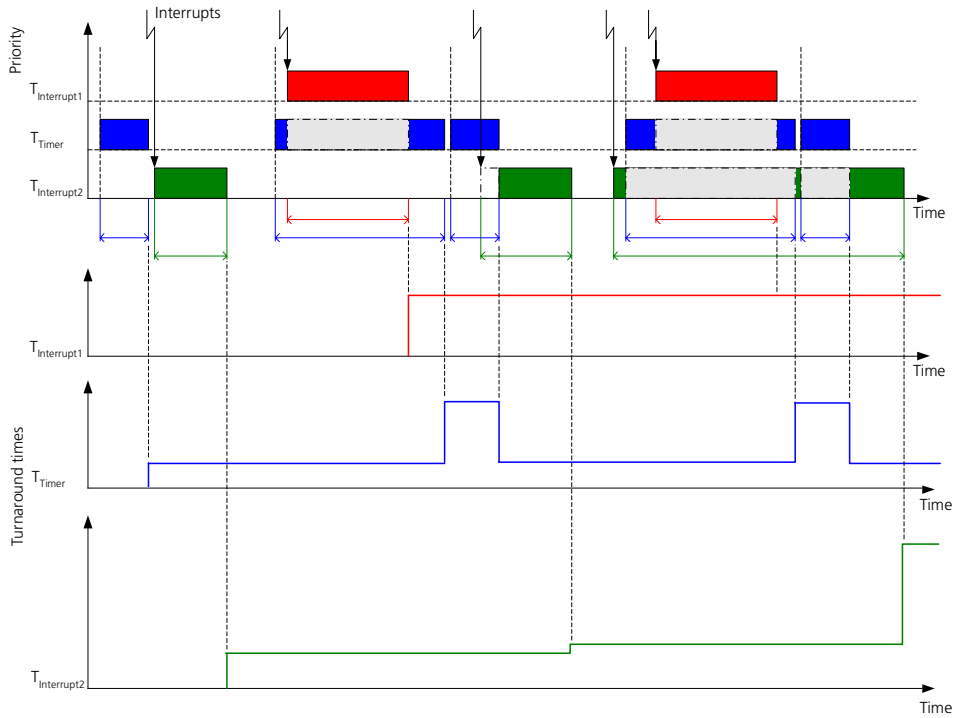 Interrupts
Priority
TInterrupt1
TTimer
TInterrupt2
Time
TInterrupt1
Time
Turnaround times
TTimer
Time
TInterrupt2
Time